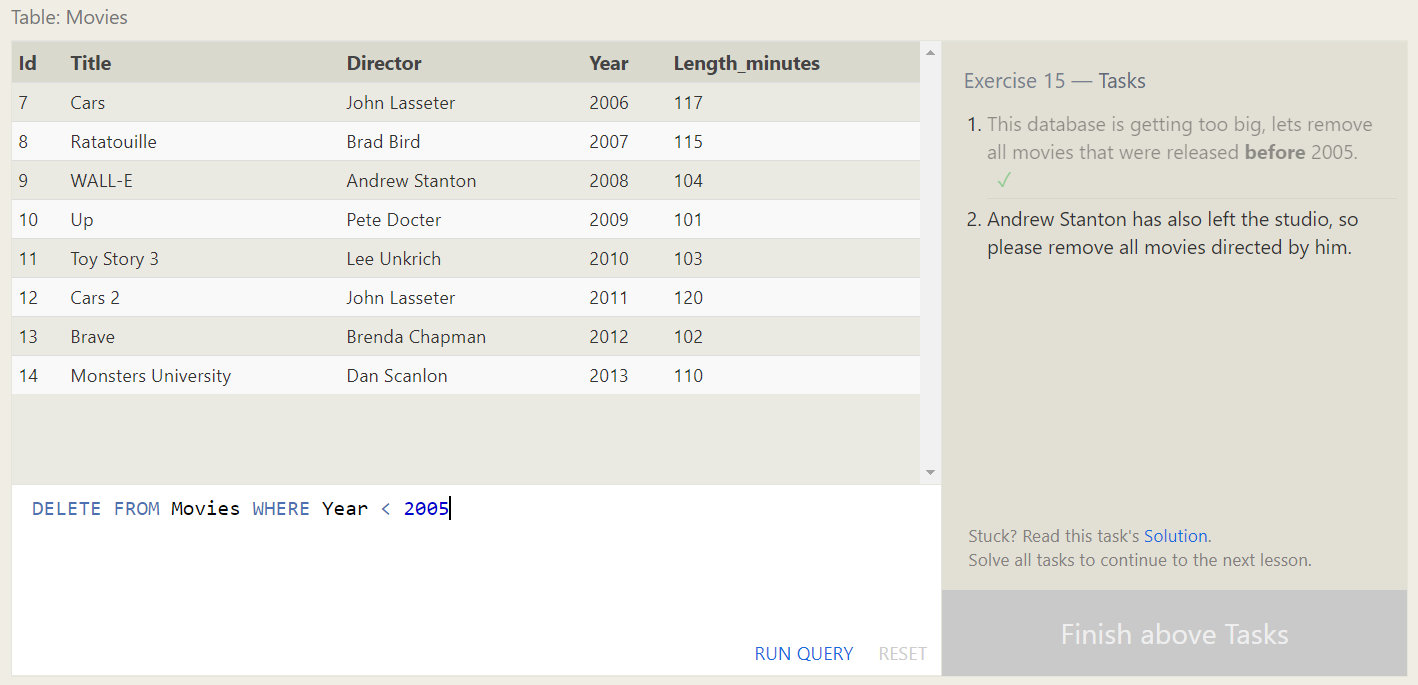 Table: Movies
Id Title Director Year Length_minutes
7 Cars John Lasseter 2006 117
8 Ratatouille Brad Bird 2007 115
9 WALL-E Andrew Stanton 2008 104
10 Up Pete Docter 2009 101
11 Toy Story 3 Lee Unkrich 2010 103
12 Cars 2 John Lasseter 2011 120
13 Brave Brenda Chapman 2012 102
14 Monsters University Dan Scanlon 2013 110
DELETE FROM Movies WHERE Year < 2005
RUN QUERY RESET
Exercise 15 — Tasks
1. This database is getting too big, lets remove
all movies that were released before 2005.
✓
2. Andrew Stanton has also left the studio, so
please remove all movies directed by him.
Stuck? Read this task's Solution.
Solve all tasks to continue to the next lesson.
Finish above Tasks